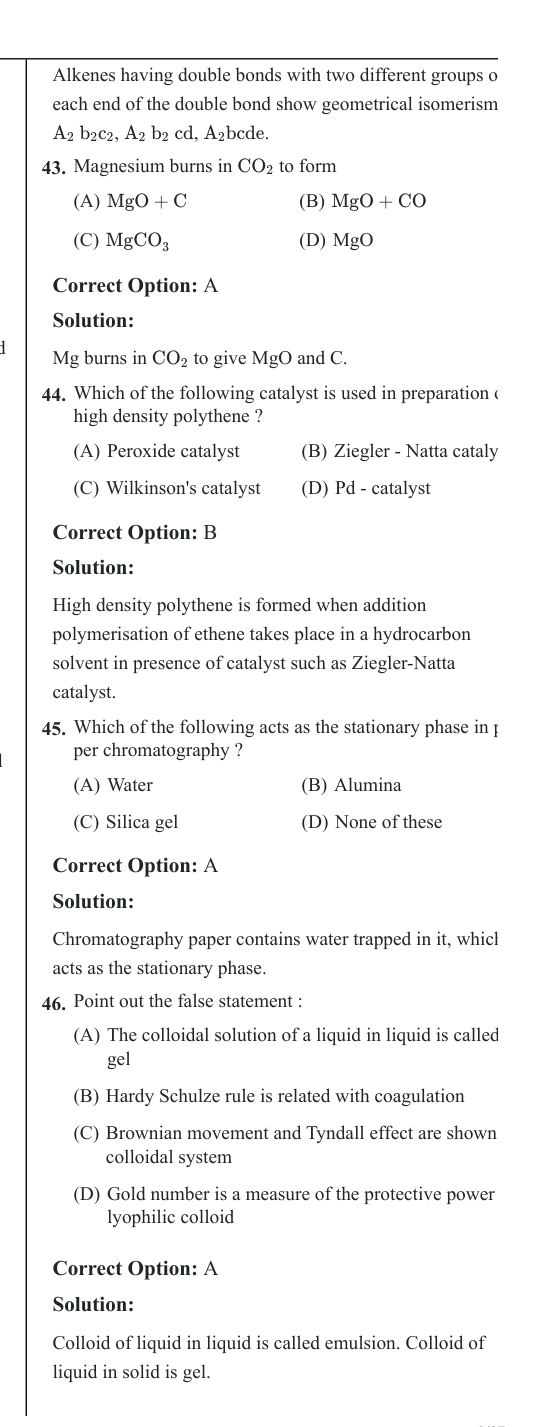 Alkenes having double bonds with two different groups o
each end of the double bond show geometrical isomerism
A₂ b₂c₂, A₂ b₂ cd, A₂bcde.
43. Magnesium burns in CO₂ to form
(A) MgO + C (B) MgO + CO
(C) MgCO₃ (D) MgO
Correct Option: A
Solution:
Mg burns in CO₂ to give MgO and C.
44. Which of the following catalyst is used in preparation
high density polythene ?
(A) Peroxide catalyst (B) Ziegler - Natta cataly
(C) Wilkinson's catalyst (D) Pd - catalyst
Correct Option: B
Solution:
High density polythene is formed when addition
polymerisation of ethene takes place in a hydrocarbon
solvent in presence of catalyst such as Ziegler-Natta
catalyst.
45. Which of the following acts as the stationary phase in p
per chromatography ?
(A) Water (B) Alumina
(C) Silica gel (D) None of these
Correct Option: A
Solution:
Chromatography paper contains water trapped in it, which
acts as the stationary phase.
46. Point out the false statement :
(A) The colloidal solution of a liquid in liquid is called
gel
(B) Hardy Schulze rule is related with coagulation
(C) Brownian movement and Tyndall effect are shown
colloidal system
(D) Gold number is a measure of the protective power
lyophilic colloid
Correct Option: A
Solution:
Colloid of liquid in liquid is called emulsion. Colloid of
liquid in solid is gel.